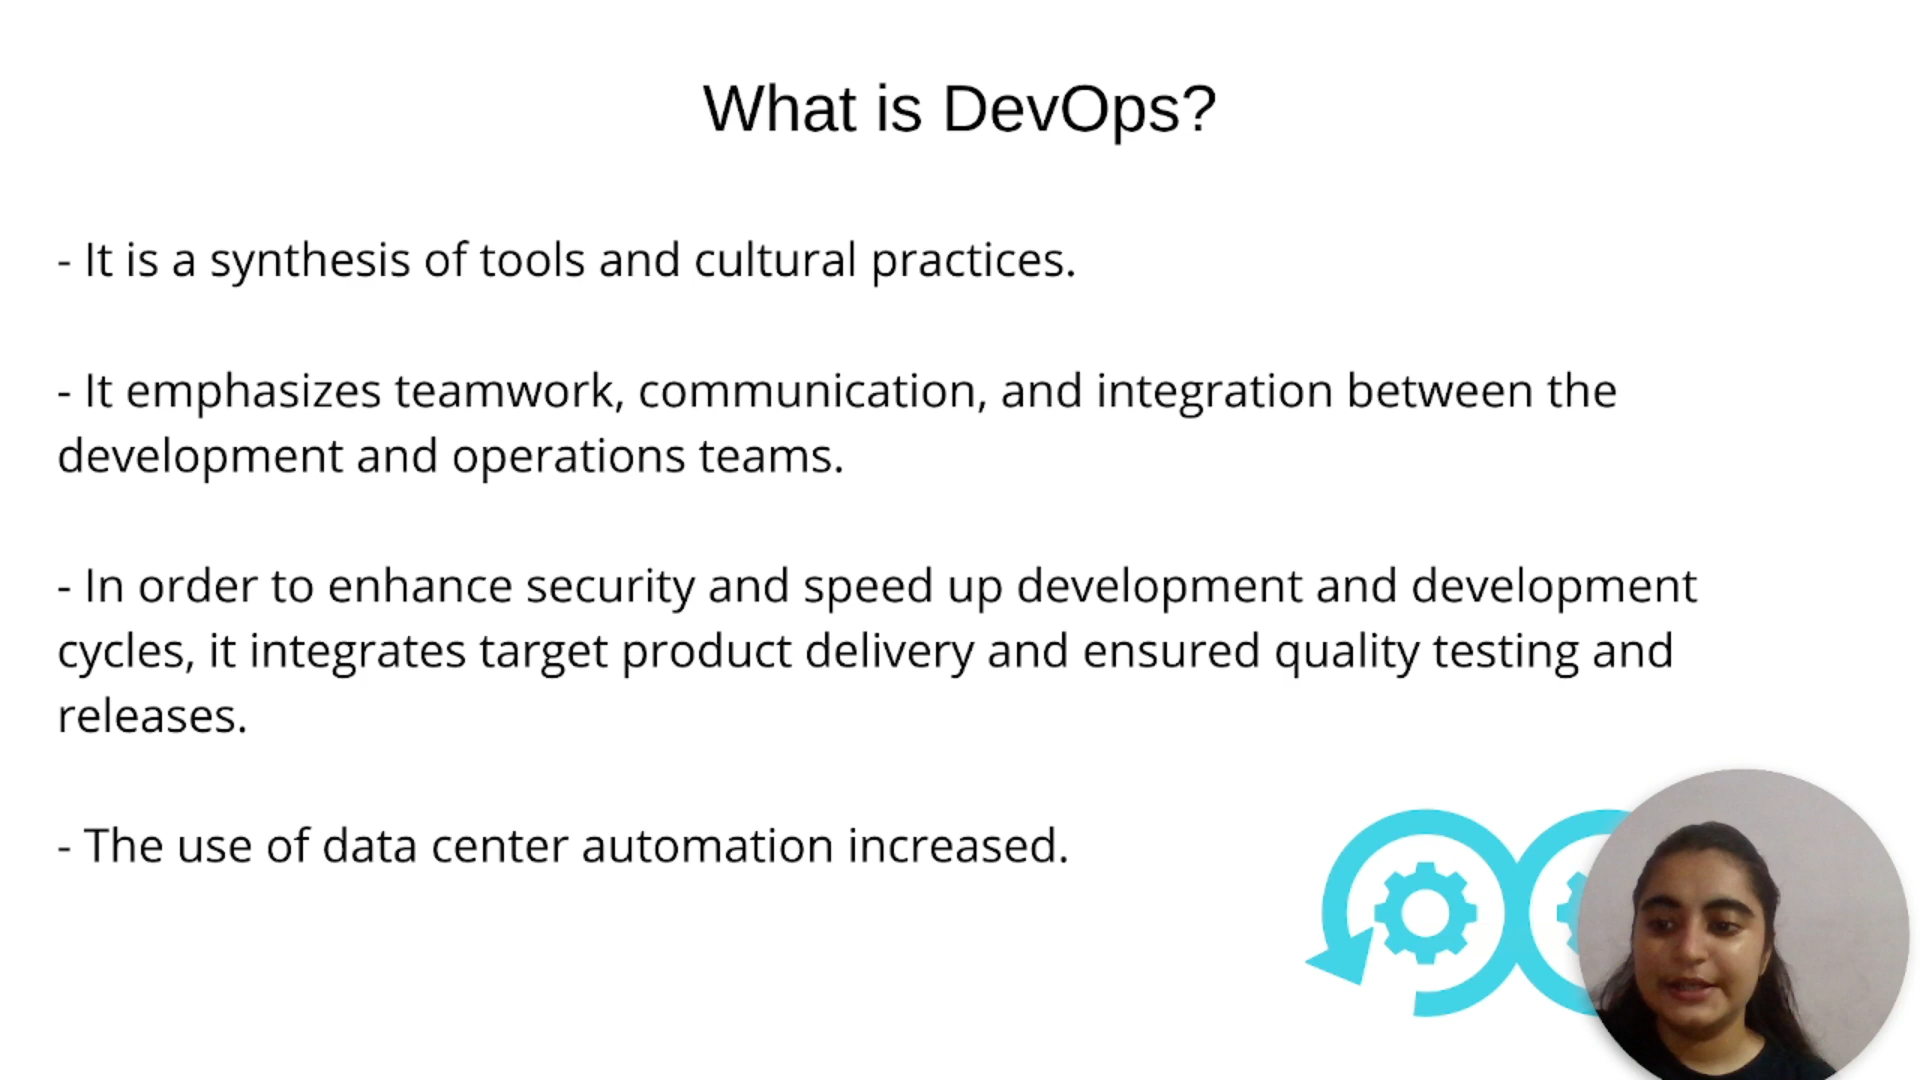 What is DevOps?
- It is a synthesis of tools and cultural practices.
- It emphasizes teamwork, communication, and integration between the
development and operations teams.
- In order to enhance security and speed up development and development
cycles, it integrates target product delivery and ensured quality testing and
releases.
- The use of data center automation increased.